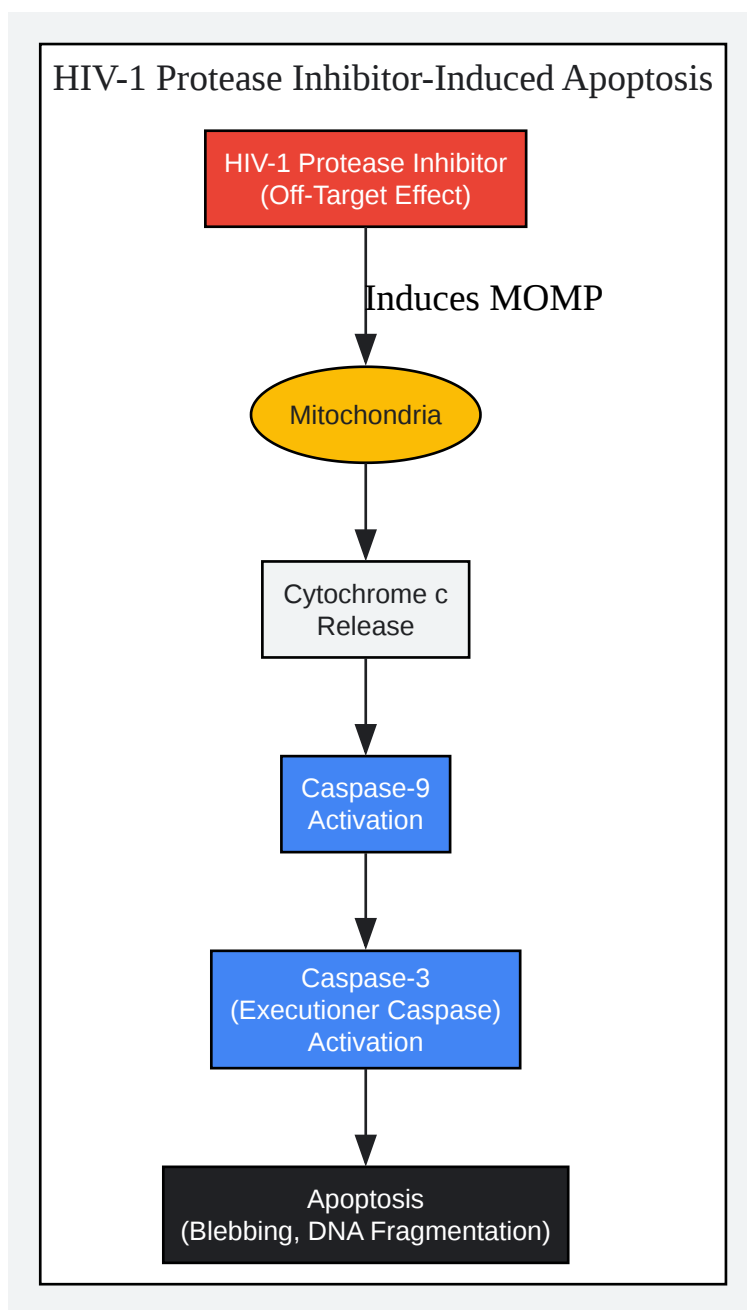 HIV-1 Protease Inhibitor-Induced Apoptosis
HIV-1 Protease Inhibitor
(Off-Target Effect)
Induces MOMP
Mitochondria
Cytochrome c
Release
Caspase-9
Activation
Caspase-3
(Executioner Caspase)
Activation
Apoptosis
(Blebbing, DNA Fragmentation)